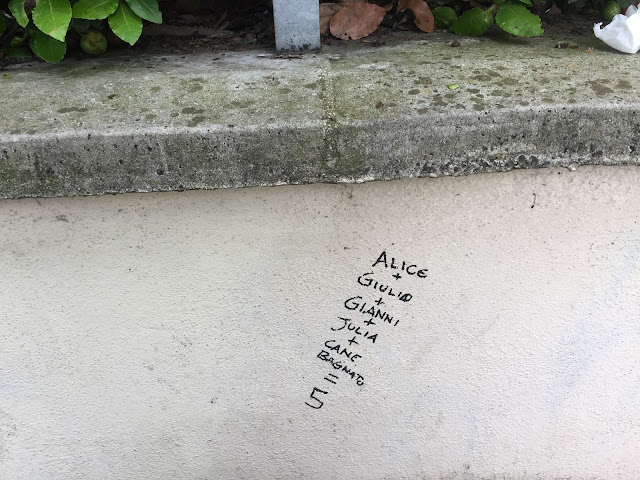 ALICE
+
GIULIO
+
GIANNI
+
JULIA
+
CANE
BAGNATO
=
5